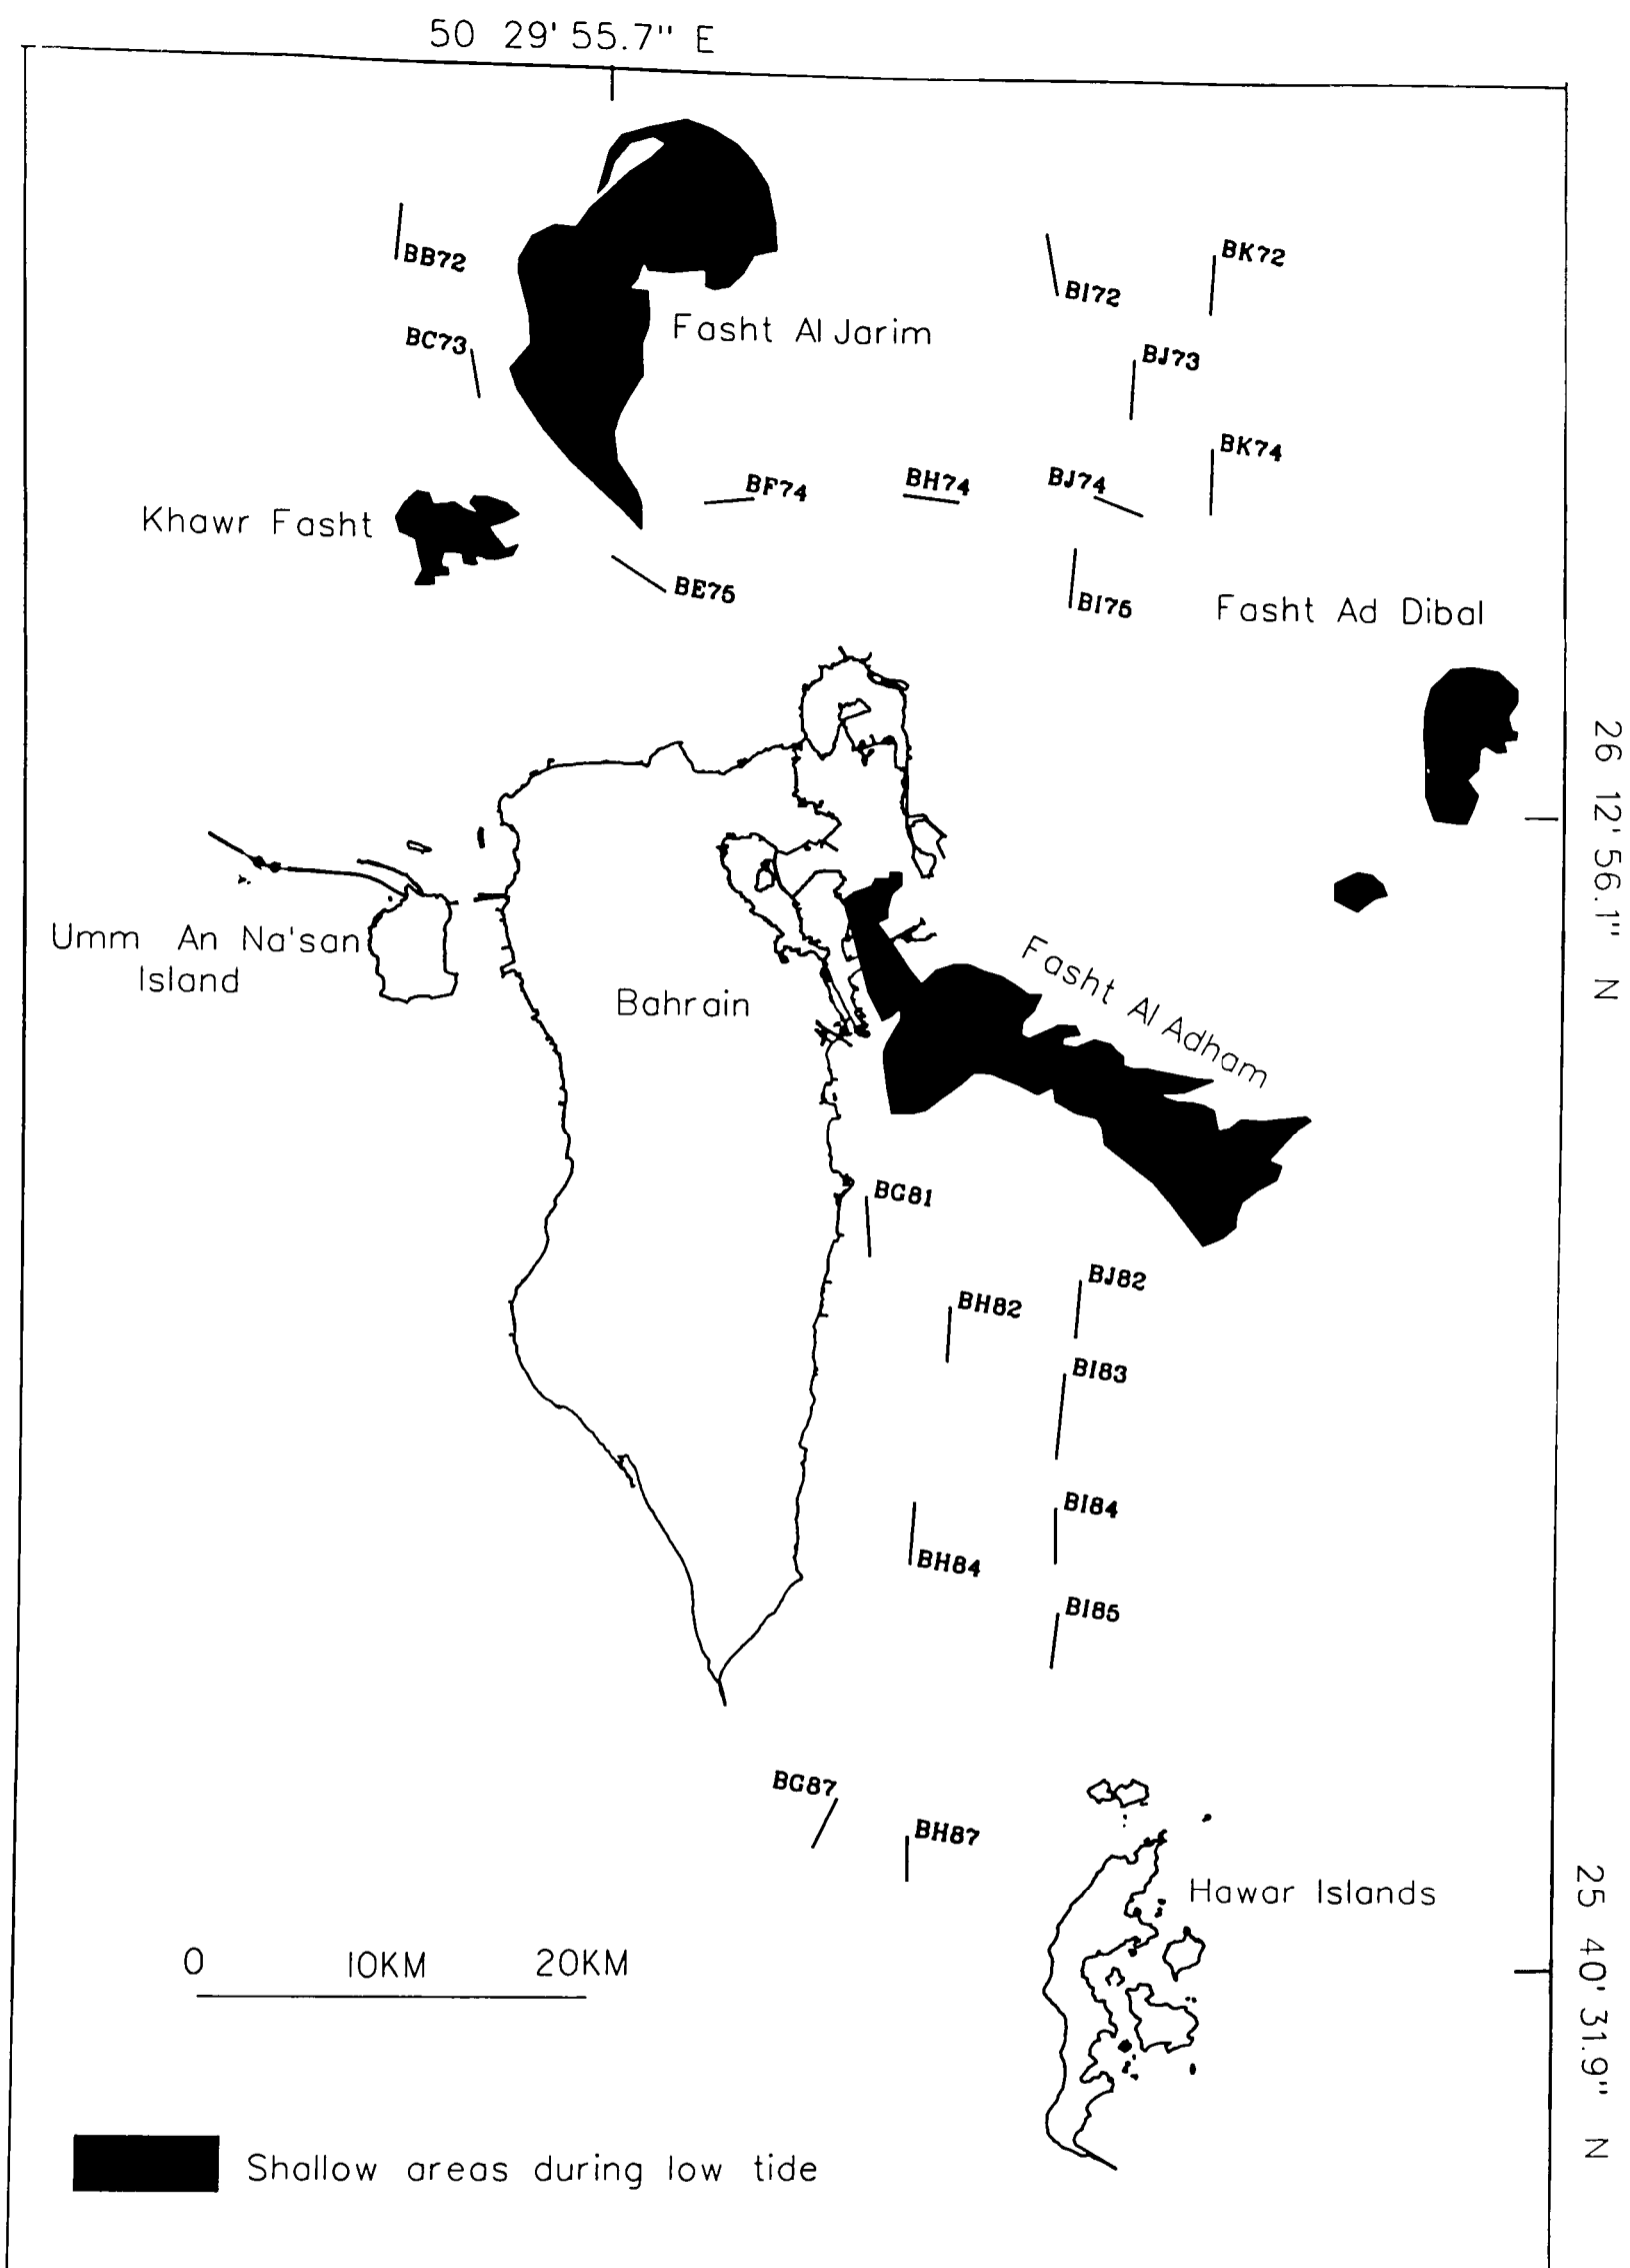 50 29' 55.7" E
BB72
BK72
BI72
BC73
Fasht Al Jarim
BJ73
BK74
BF74
BH74
BJ74
Khawr Fasht
BE75
BI75
Fasht Ad Dibal
26 12' 56.1" N
Umm An Na'san
Island
Bahrain
Fasht Al Adham
BG81
BJ82
BH82
BI83
BI84
BH84
BI85
BG87
BH87
Hawar Islands
25 40' 31.9" N
0 10KM 20KM
Shallow areas during low tide